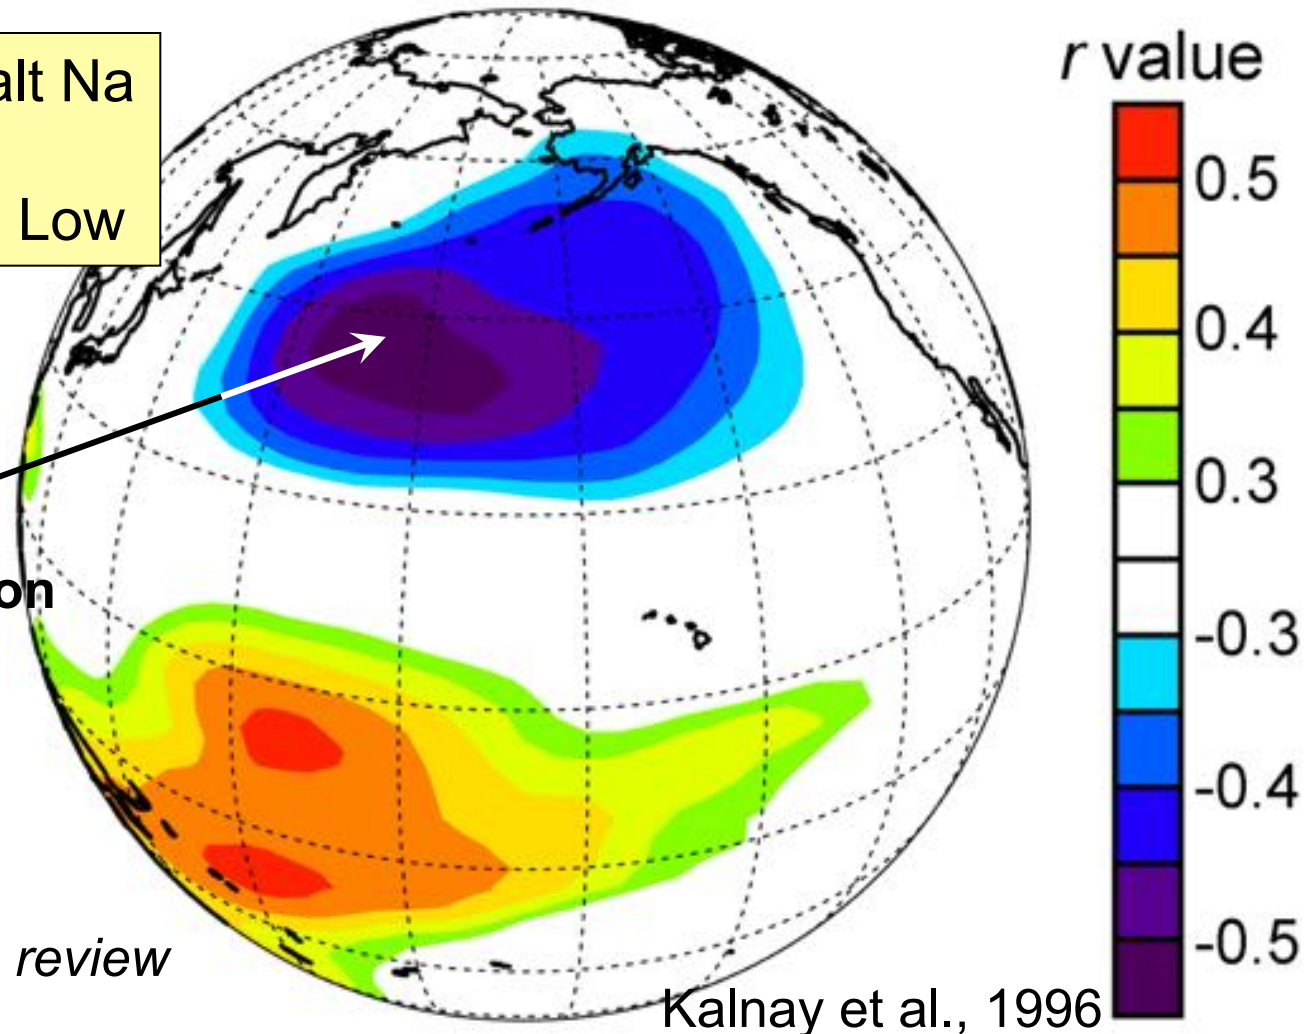 alt Na
Low
r value
0.5
0.4
0.3
-0.3
-0.4
-0.5
on
review
Kalnay et al., 1996